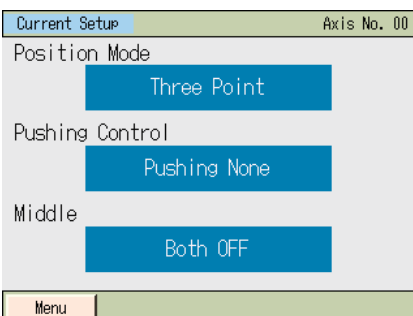 Current Setup Axis No. 00
Position Mode
Three Point
Pushing Control
Pushing None
Middle
Both OFF
Menu